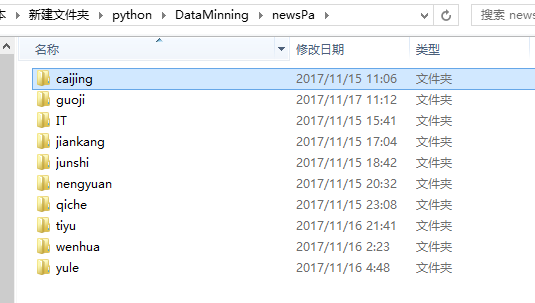 本 › 新建文件夹 › python › DataMinning › newsPa › 搜索 news
名称 修改日期 类型
caijing 2017/11/15 11:06 文件夹
guoji 2017/11/17 11:12 文件夹
IT 2017/11/15 15:41 文件夹
jiankang 2017/11/15 17:04 文件夹
junshi 2017/11/15 18:42 文件夹
nengyuan 2017/11/15 20:32 文件夹
qiche 2017/11/15 23:08 文件夹
tiyu 2017/11/16 21:41 文件夹
wenhua 2017/11/16 2:23 文件夹
yule 2017/11/16 4:48 文件夹